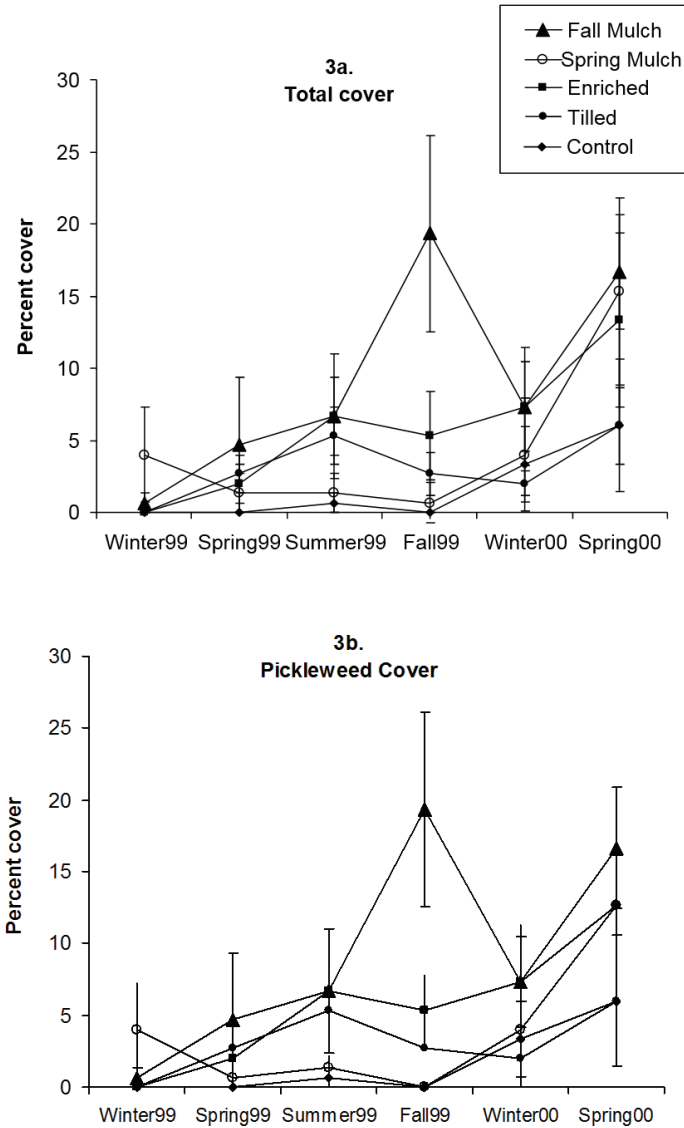 Fall Mulch
Spring Mulch
Enriched
Tilled
Control
3a.
Total cover
30
25
20
15
10
5
0
Percent cover
Winter99 Spring99 Summer99 Fall99 Winter00 Spring00
3b.
Pickleweed Cover
30
25
20
15
10
5
0
Percent cover
Winter99 Spring99 Summer99 Fall99 Winter00 Spring00